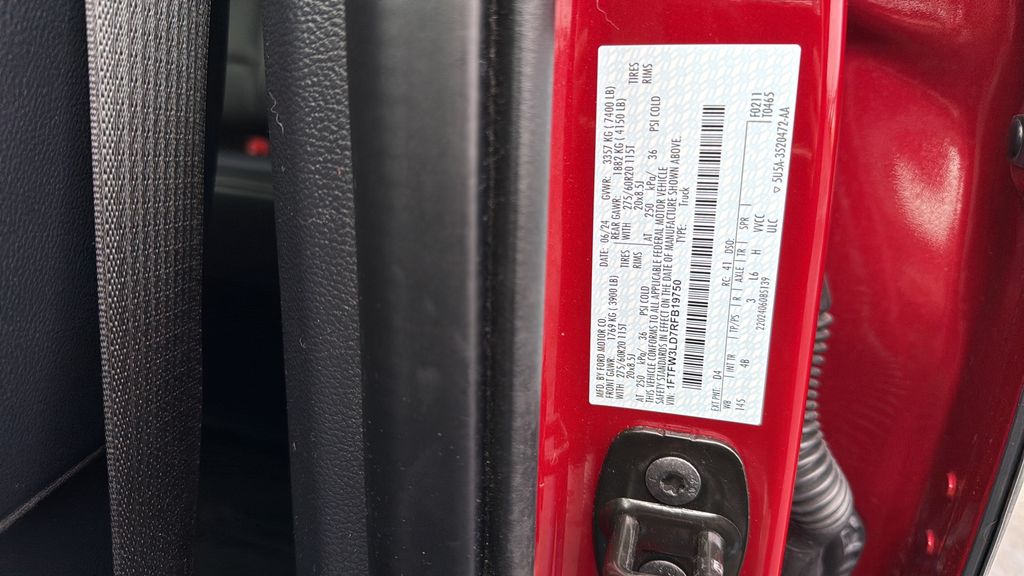 MFD. BY FORD MOTOR CO. DATE: 06/24 GVWR: 3357 KG ( 7400 LB)
FRONT GAWR: 1769 KG ( 3900 LB) REAR GAWR: 1882 KG ( 4150 LB)
WITH 275/60R20 115T TIRES WITH 275/60R20 115T TIRES
20x8.5J RIMS 20x8.5J RIMS
AT 250 kPa/ 36 PSI COLD AT 250 kPa/ 36 PSI COLD
THIS VEHICLE CONFORMS TO ALL APPLICABLE FEDERAL MOTOR VEHICLE
SAFETY STANDARDS IN EFFECT ON THE DATE OF MANUFACTURE SHOWN ABOVE.
VIN: 1F7FW3LD7RFB19750 TYPE: Truck
EXT PNT: D4 RC: 41 DSO: F0211
WB INT TR TP/PS R AXLE TR SPR T0465
145 4B 3 L6 H VVCC ▽ 5U5A-3520472-AA
2202406085139 ULC